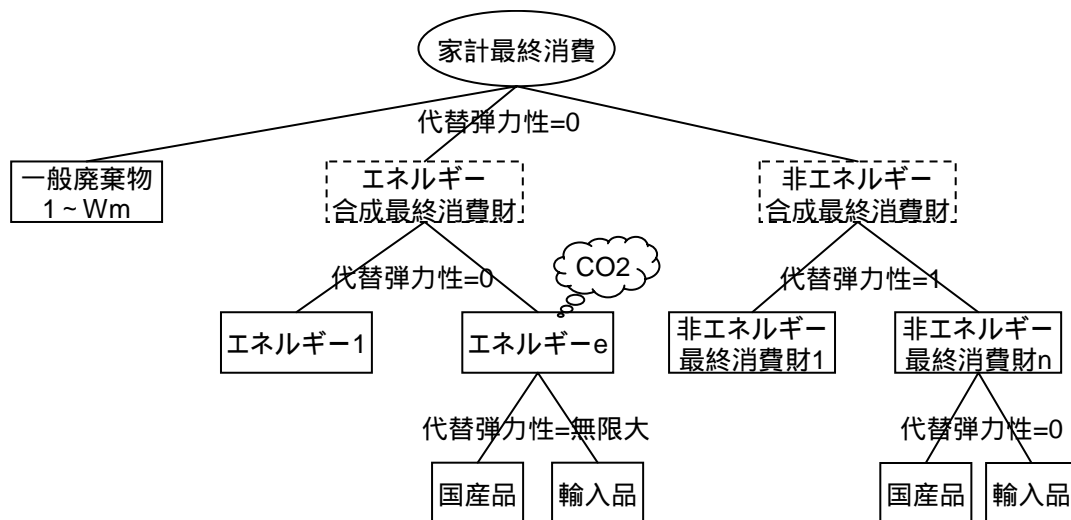 家計最終消費
代替弾力性=0
一般廃棄物
1～Wm
エネルギー
合成最終消費財
非エネルギー
合成最終消費財
CO2
代替弾力性=0
代替弾力性=1
エネルギー1
エネルギーe
非エネルギー
最終消費財1
非エネルギー
最終消費財n
代替弾力性=無限大
代替弾力性=0
国産品
輸入品
国産品
輸入品